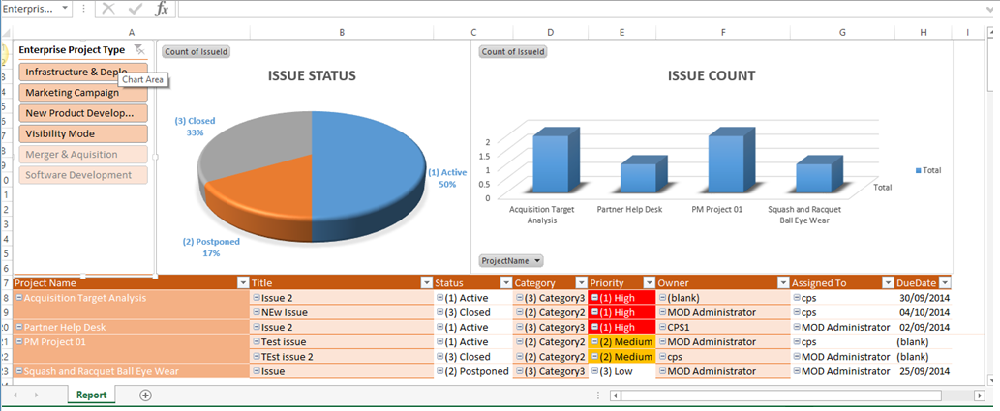 Enterpris...
fx
A B C D E F G H I
Enterprise Project Type
Infrastructure & Deplo
Chart Area
Marketing Campaign
New Product Develop...
Visibility Mode
Merger & Aquisition
Software Development
Count of IssueId
ISSUE STATUS
(3) Closed
33%
(1) Active
50%
(2) Postponed
17%
Count of IssueId
ISSUE COUNT
2
1.5
1
0.5
0
Total
Total
Acquisition Target
Analysis
Partner Help Desk
PM Project 01
Squash and Racquet
Ball Eye Wear
ProjectName
Project Name Title Status Category Priority Owner Assigned To DueDate
Acquisition Target Analysis Issue 2 (1) Active (3) Category3 (1) High (blank) cps 30/09/2014
NEw Issue (3) Closed (2) Category2 (1) High MOD Administrator cps 04/10/2014
Partner Help Desk Issue 2 (1) Active (3) Category3 (1) High CPS1 MOD Administrator 02/09/2014
PM Project 01 Test issue (1) Active (2) Category2 (2) Medium MOD Administrator cps (blank)
TEst issue 2 (3) Closed (2) Category2 (2) Medium cps MOD Administrator (blank)
Squash and Racquet Ball Eye Wear Issue (2) Postponed (3) Category3 (3) Low MOD Administrator MOD Administrator 25/09/2014
Report